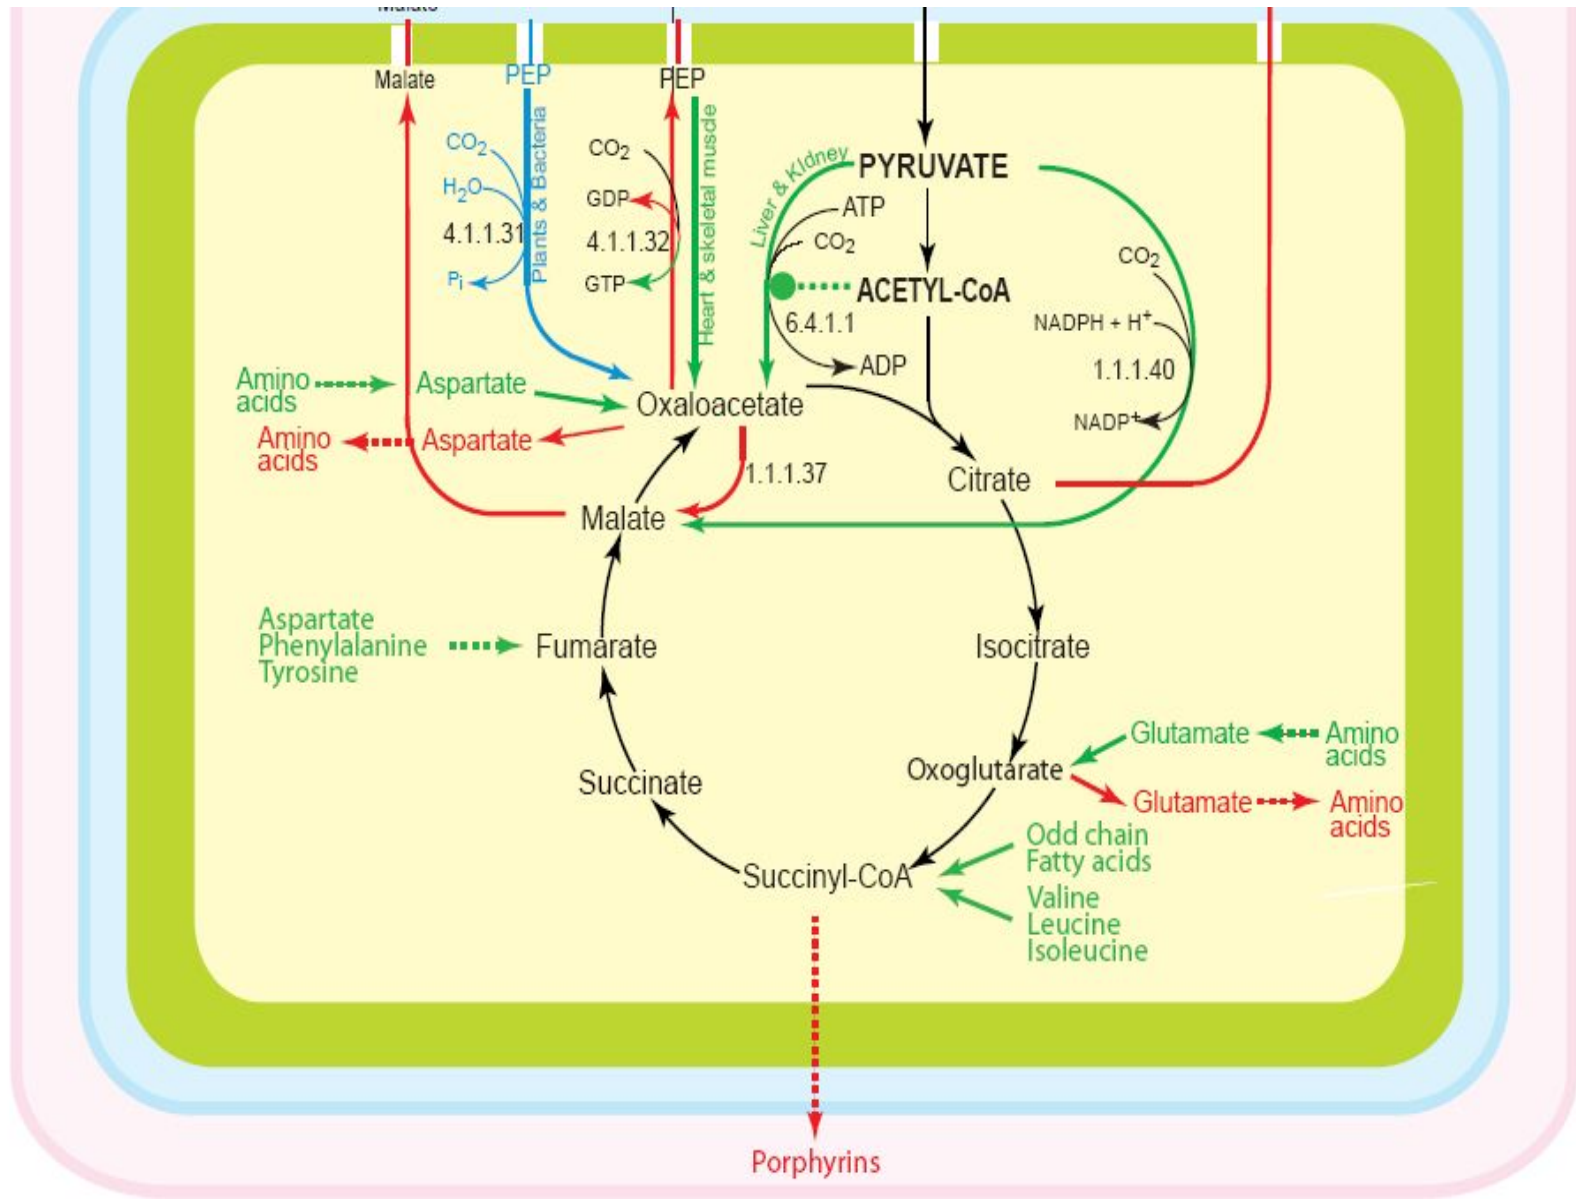 Malate
Malate
PEP
PEP
CO2
H2O
4.1.1.31
Pi
Plants & Bacteria
CO2
GDP
4.1.1.32
GTP
Heart & skeletal muscle
Liver & KIdney
PYRUVATE
ATP
CO2
ACETYL-CoA
6.4.1.1
ADP
CO2
NADPH + H+
1.1.1.40
NADP+
Amino
acids
Aspartate
Oxaloacetate
Amino
acids
Aspartate
1.1.1.37
Citrate
Malate
Aspartate
Phenylalanine
Tyrosine
Fumarate
Isocitrate
Glutamate
Amino
acids
Oxoglutarate
Glutamate
Amino
acids
Succinate
Odd chain
Fatty acids
Succinyl-CoA
Valine
Leucine
Isoleucine
Porphyrins